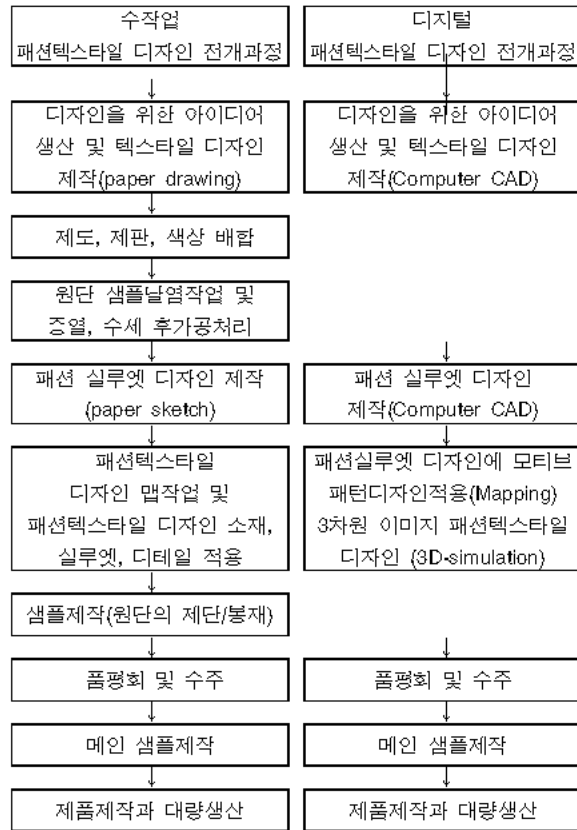 수작업
패션텍스타일 디자인 전개과정
디자인을 위한 아이디어
생산 및 텍스타일 디자인
제작(paper drawing)
제도, 제판, 색상 배합
원단 샘플날염작업 및
증열, 수세 후가공처리
패션 실루엣 디자인 제작
(paper sketch)
패션텍스타일
디자인 맵작업 및
패션텍스타일 디자인 소재,
실루엣, 디테일 적용
샘플제작(원단의 제단/봉재)
품평회 및 수주
메인 샘플제작
제품제작과 대량생산
디지털
패션텍스타일 디자인 전개과정
디자인을 위한 아이디어
생산 및 텍스타일 디자인
제작(Computer CAD)
패션 실루엣 디자인
제작(Computer CAD)
패션실루엣 디자인에 모티브
패턴디자인적용(Mapping)
3차원 이미지 패션텍스타일
디자인 (3D-simulation)
품평회 및 수주
메인 샘플제작
제품제작과 대량생산